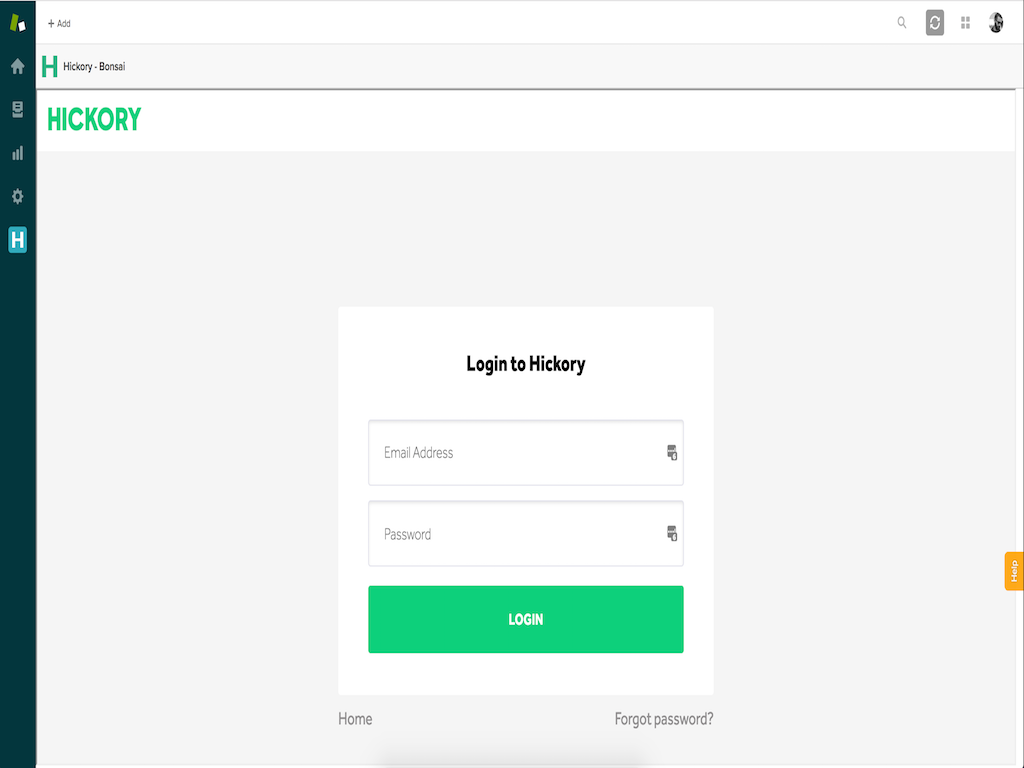 + Add
H Hickory - Bonsai
HICKORY
H
Login to Hickory
Email Address
Password
LOGIN
Home
Forgot password?
Help